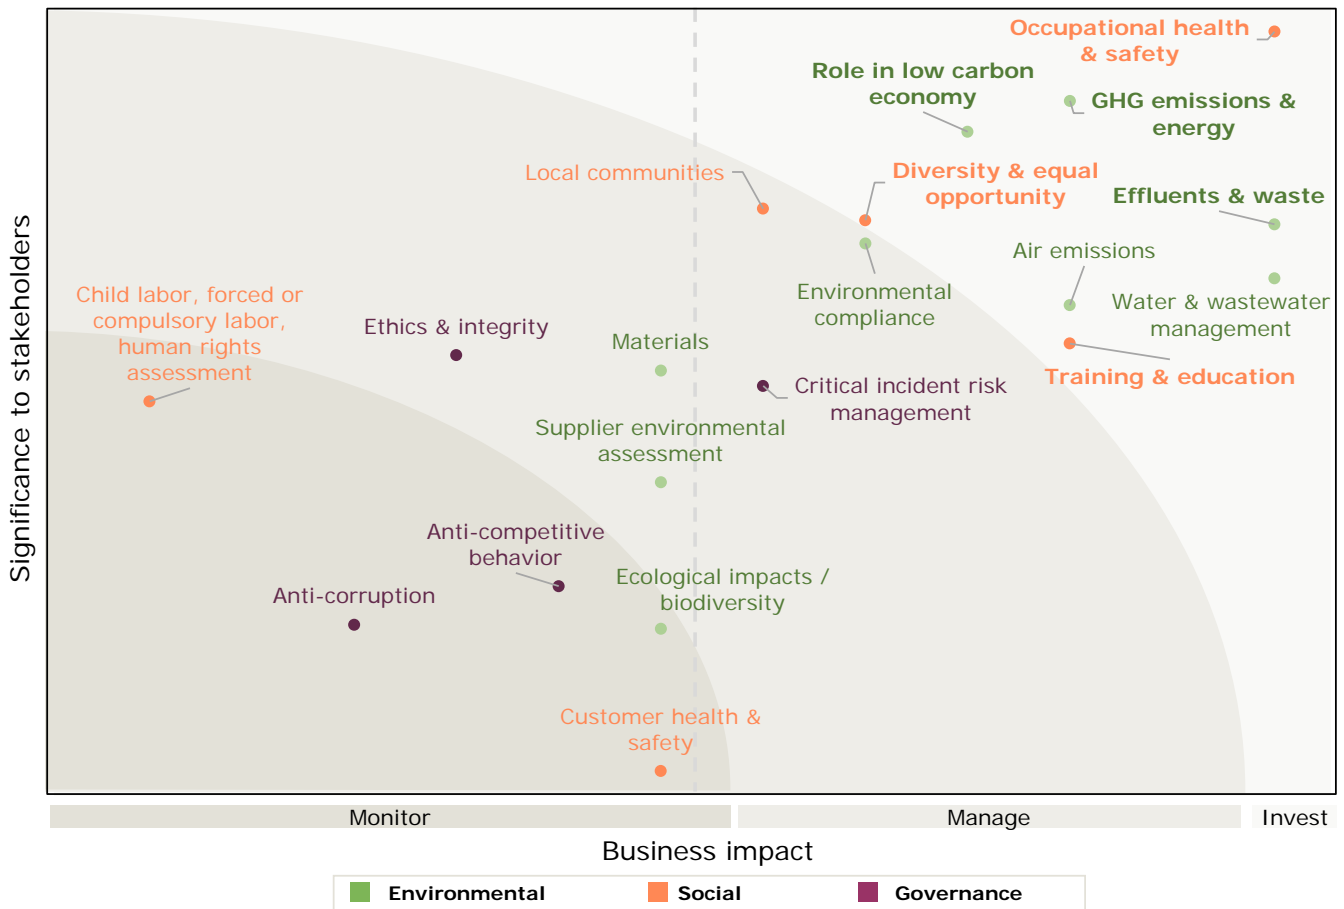 Occupational health
& safety
Role in low carbon
economy
GHG emissions &
energy
Local communities
Diversity & equal
opportunity
Effluents & waste
Air emissions
Water & wastewater
management
Environmental
compliance
Child labor, forced or
compulsory labor,
human rights
assessment
Ethics & integrity
Materials
Training & education
Critical incident risk
management
Supplier environmental
assessment
Anti-competitive
behavior
Ecological impacts /
biodiversity
Anti-corruption
Customer health &
safety
Significance to stakeholders
Monitor
Manage
Invest
Business impact
Environmental
Social
Governance